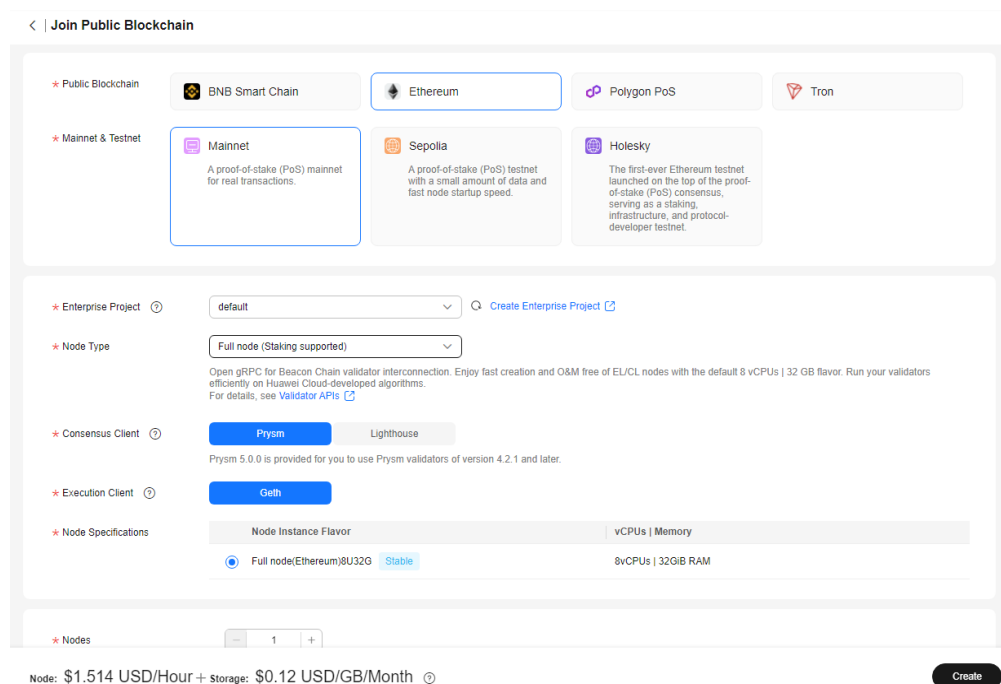 Join Public Blockchain
* Public Blockchain
BNB Smart Chain
Ethereum
Polygon PoS
Tron
* Mainnet & Testnet
Mainnet
A proof-of-stake (PoS) mainnet
for real transactions.
Sepolia
A proof-of-stake (PoS) testnet
with a small amount of data and
fast node startup speed.
Holesky
The first-ever Ethereum testnet
launched on the top of the proof-
of-stake (PoS) consensus,
serving as a staking,
infrastructure, and protocol-
developer testnet.
* Enterprise Project ?
default
Create Enterprise Project
* Node Type
Full node (Staking supported)
Open gRPC for Beacon Chain validator interconnection. Enjoy fast creation and O&M free of EL/CL nodes with the default 8 vCPUs | 32 GB flavor. Run your validators
efficiently on Huawei Cloud-developed algorithms.
For details, see Validator APIs
* Consensus Client ?
Prysm
Lighthouse
Prysm 5.0.0 is provided for you to use Prysm validators of version 4.2.1 and later.
* Execution Client ?
Geth
* Node Specifications
Node Instance Flavor
vCPUs | Memory
Full node(Ethereum)8U32G Stable
8vCPUs | 32GiB RAM
* Nodes
− 1 +
Node: $1.514 USD/Hour + Storage: $0.12 USD/GB/Month ?
Create